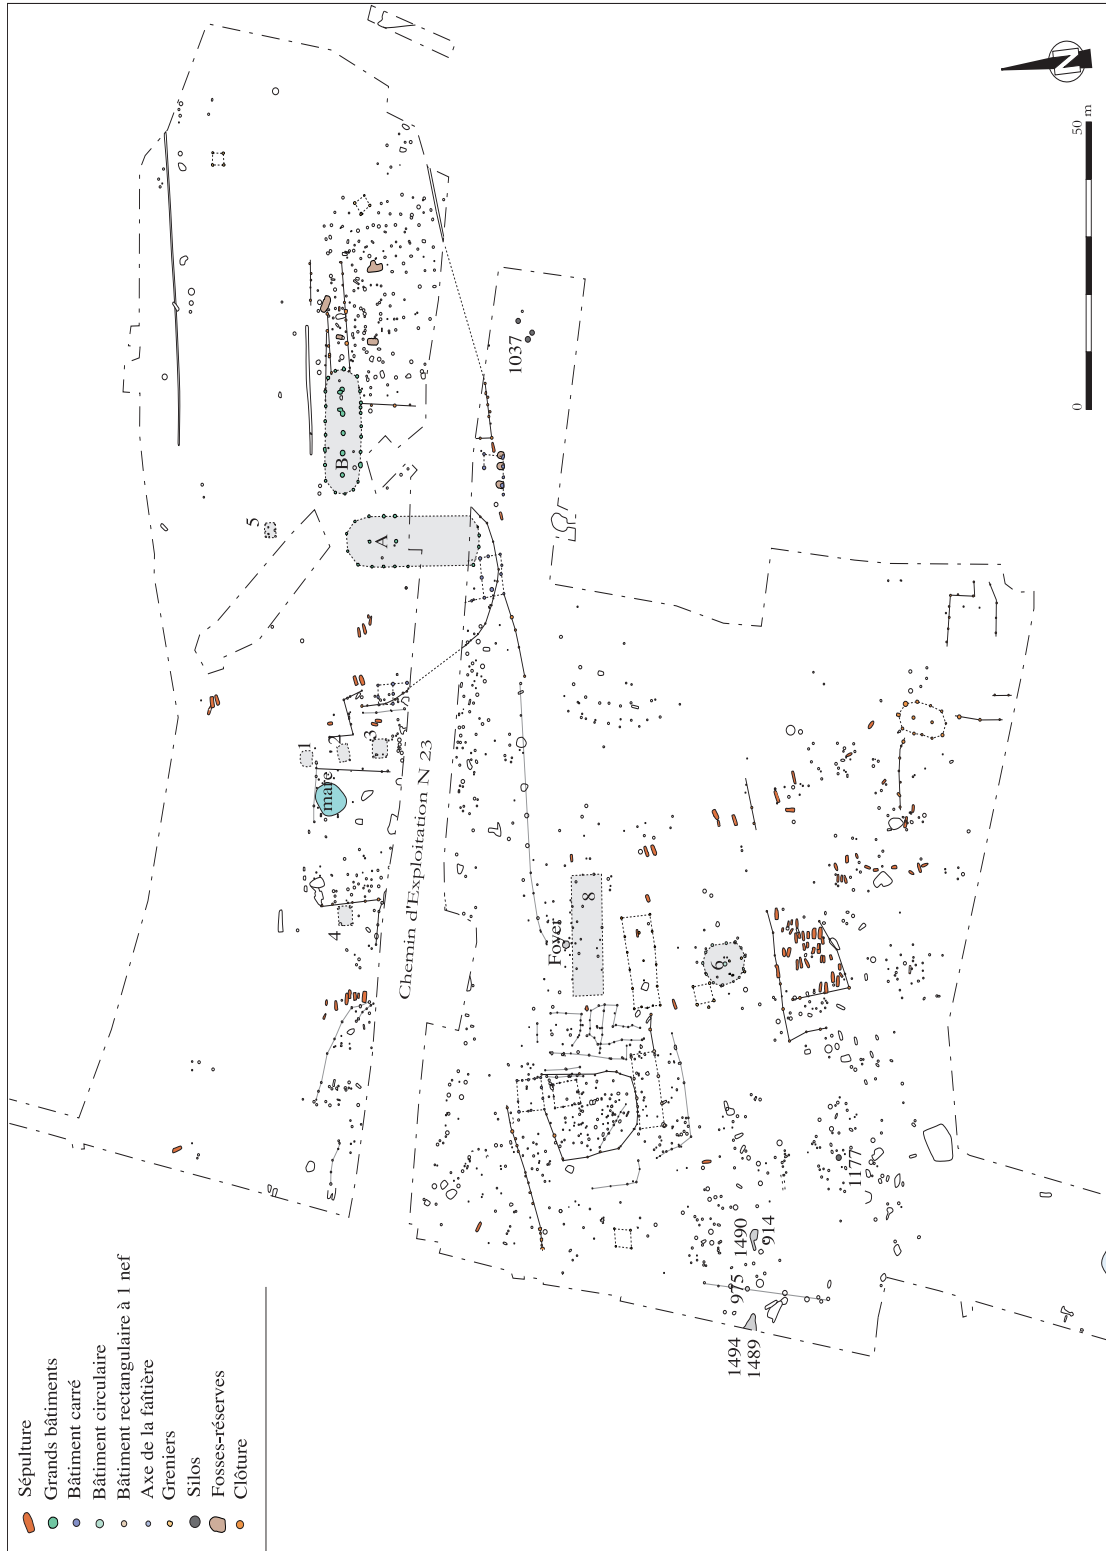 Sépulture
Grands bâtiments
Bâtiment carré
Bâtiment circulaire
Bâtiment rectangulaire à 1 nef
Axe de la faîtière
Greniers
Silos
Fosses-réserves
Clôture
N
0
50 m
Chemin d'Exploitation N 23
mare
1
2
3
4
5
A
B
1037
Foyer
8
6
1494
1489
975
1490
914
1177